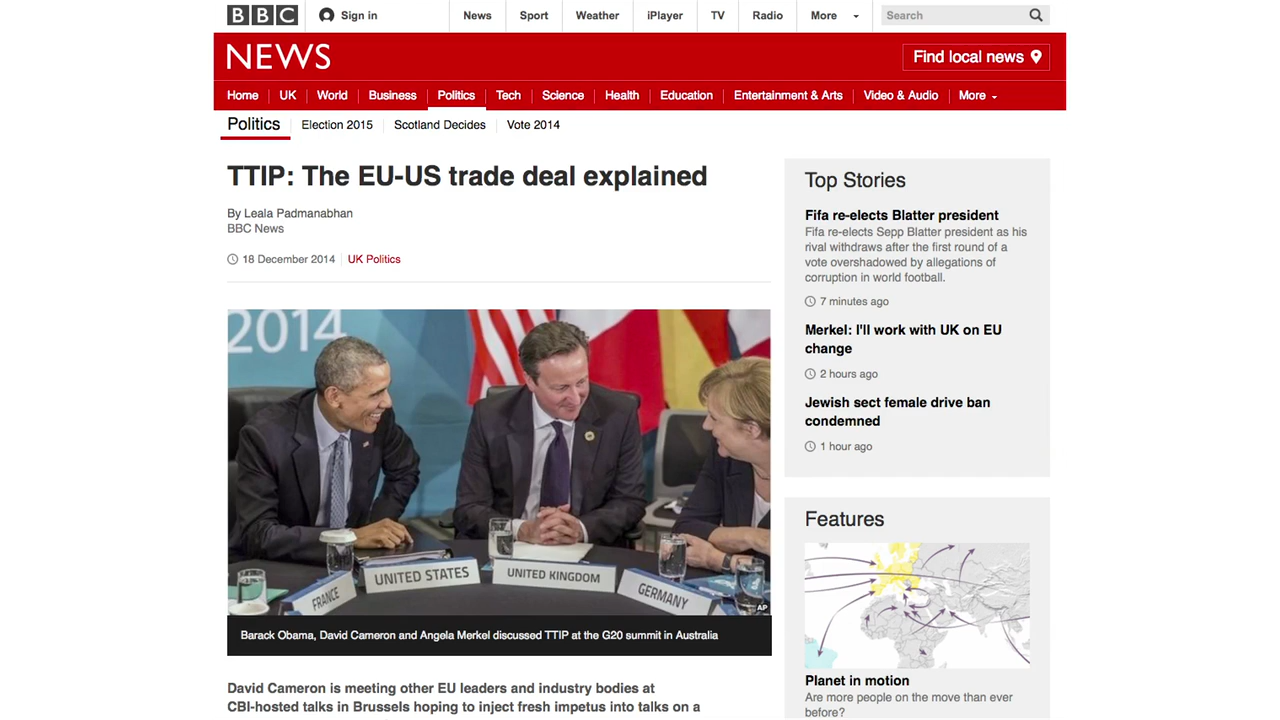 BBC
Sign in
News
Sport
Weather
iPlayer
TV
Radio
More
Search
NEWS
Find local news
Home
UK
World
Business
Politics
Tech
Science
Health
Education
Entertainment & Arts
Video & Audio
More
Politics
Election 2015
Scotland Decides
Vote 2014
TTIP: The EU-US trade deal explained
By Leala Padmanabhan
BBC News
18 December 2014
UK Politics
2014
FRANCE
UNITED STATES
UNITED KINGDOM
GERMANY
AP
Barack Obama, David Cameron and Angela Merkel discussed TTIP at the G20 summit in Australia
David Cameron is meeting other EU leaders and industry bodies at
CBI-hosted talks in Brussels hoping to inject fresh impetus into talks on a
Top Stories
Fifa re-elects Blatter president
Fifa re-elects Sepp Blatter president as his
rival withdraws after the first round of a
vote overshadowed by allegations of
corruption in world football.
7 minutes ago
Merkel: I'll work with UK on EU
change
2 hours ago
Jewish sect female drive ban
condemned
1 hour ago
Features
Planet in motion
Are more people on the move than ever
before?